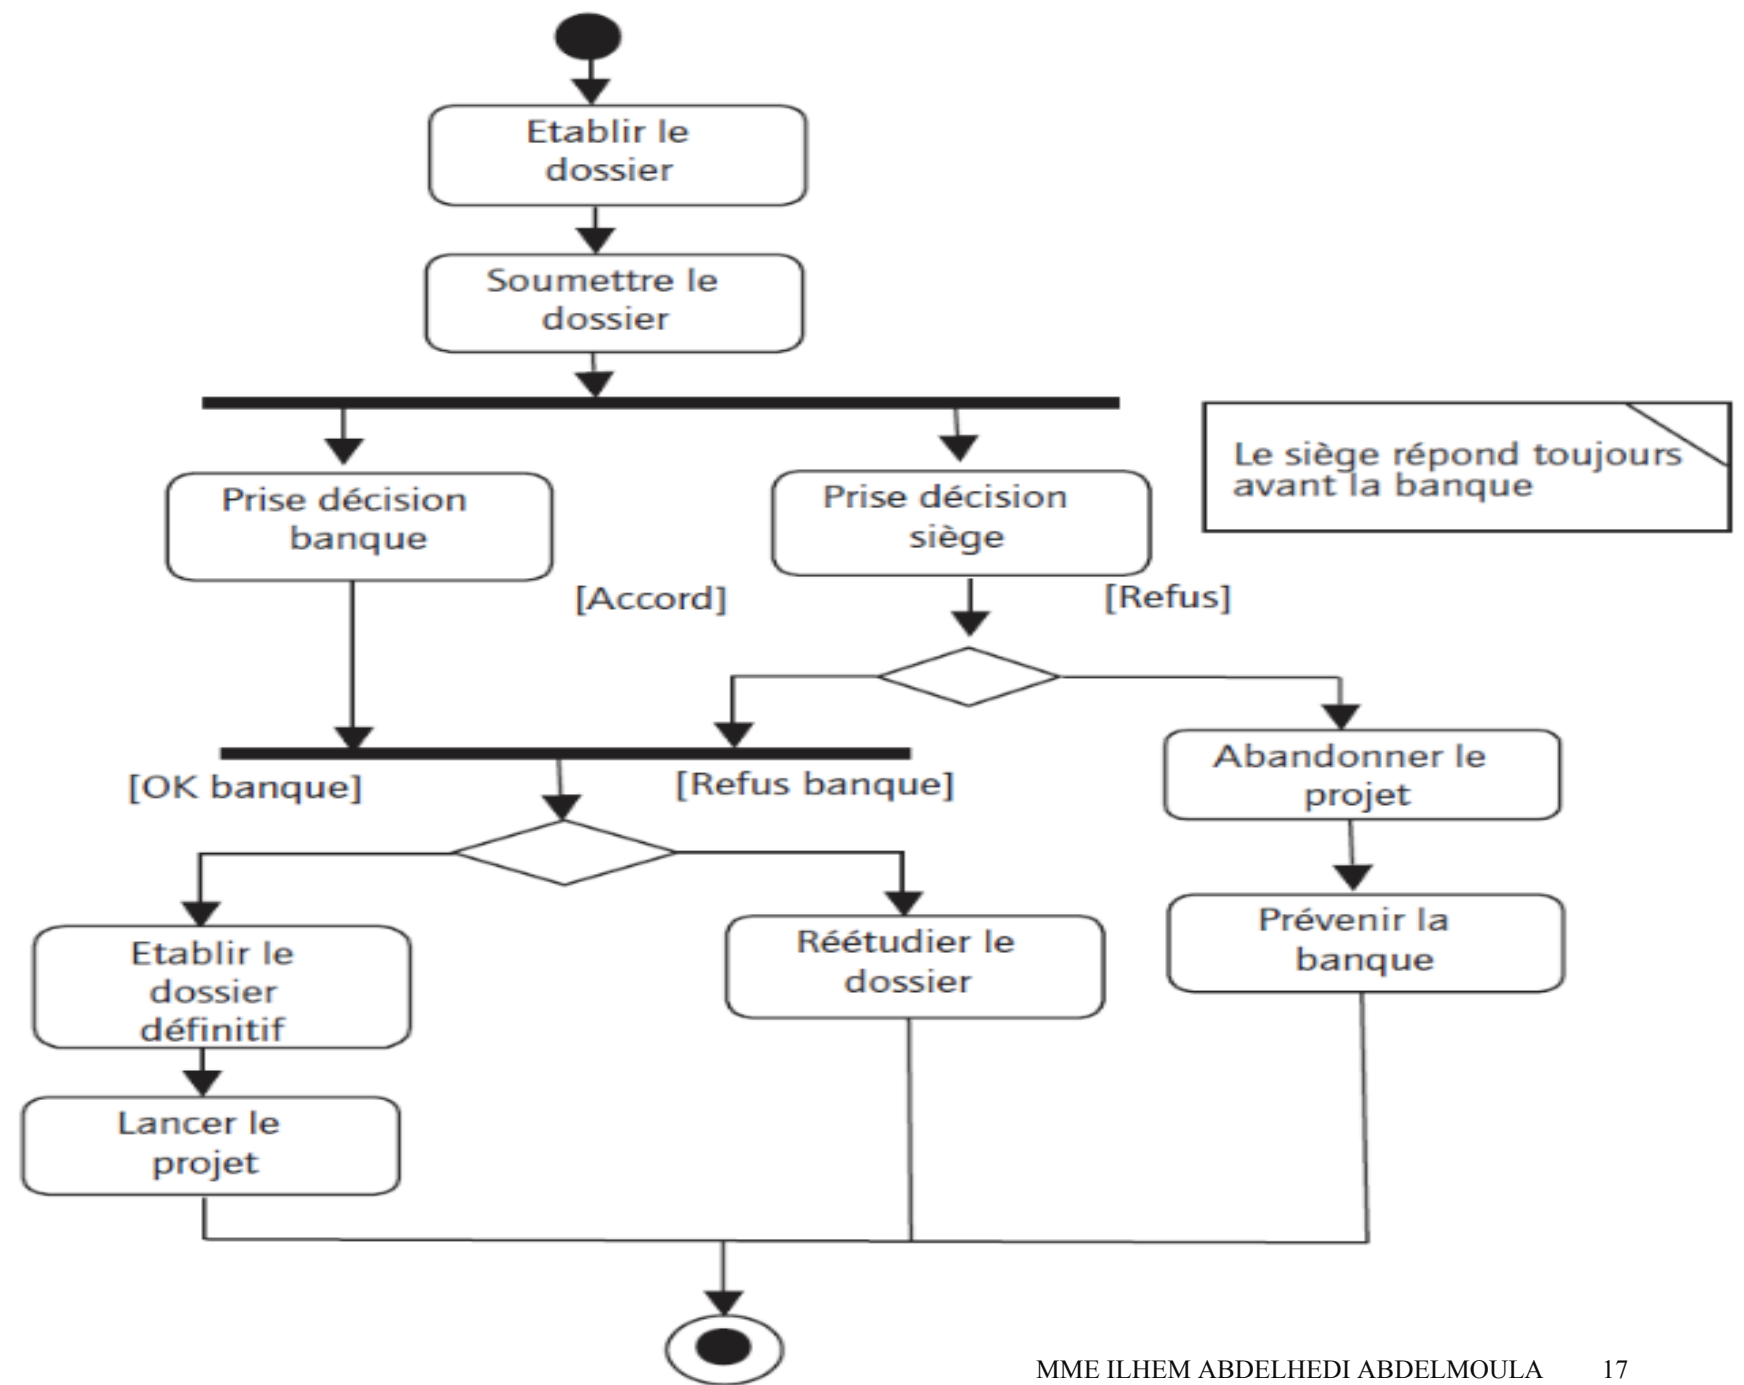 Etablir le
dossier
Soumettre le
dossier
Prise décision
banque
Prise décision
siège
Le siège répond toujours
avant la banque
[Accord]
[Refus]
[OK banque]
[Refus banque]
Abandonner le
projet
Etablir le
dossier
définitif
Réétudier le
dossier
Prévenir la
banque
Lancer le
projet
MME ILHEM ABDELHEDI ABDELMOULA 17